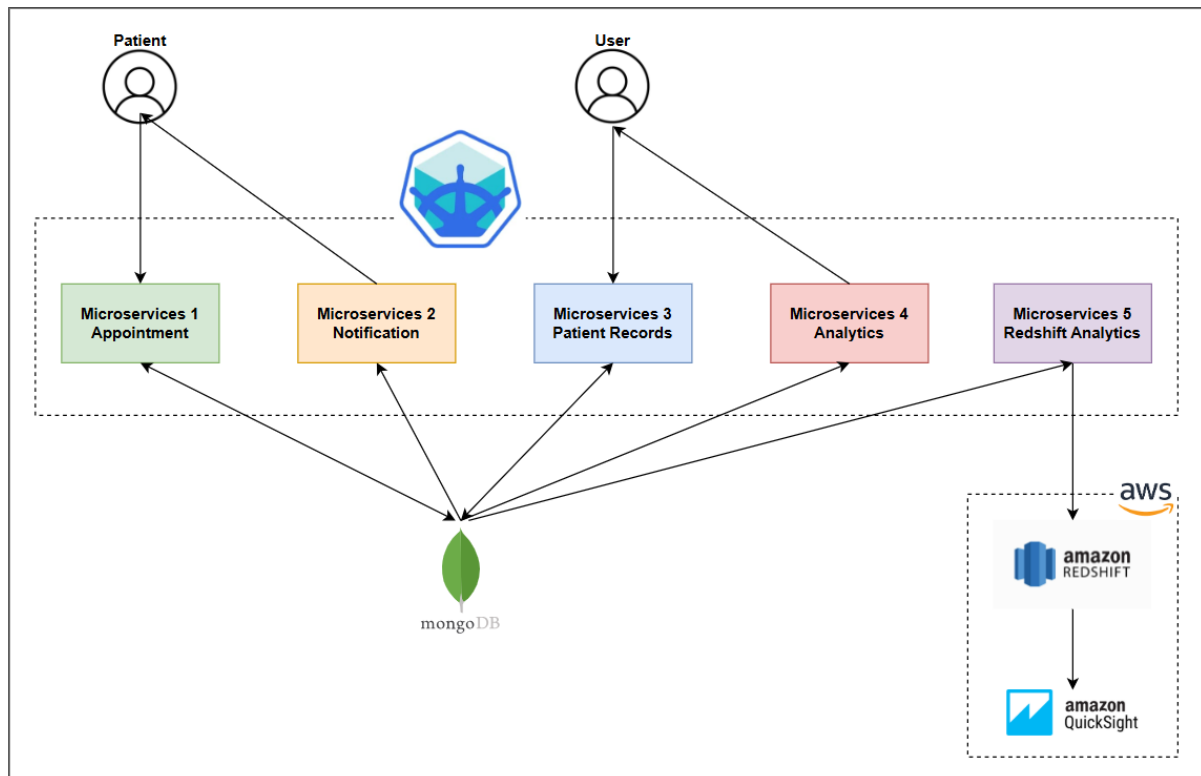 Patient
User
Microservices 1
Appointment
Microservices 2
Notification
Microservices 3
Patient Records
Microservices 4
Analytics
Microservices 5
Redshift Analytics
aws
amazon
REDSHIFT
mongoDB
amazon
QuickSight